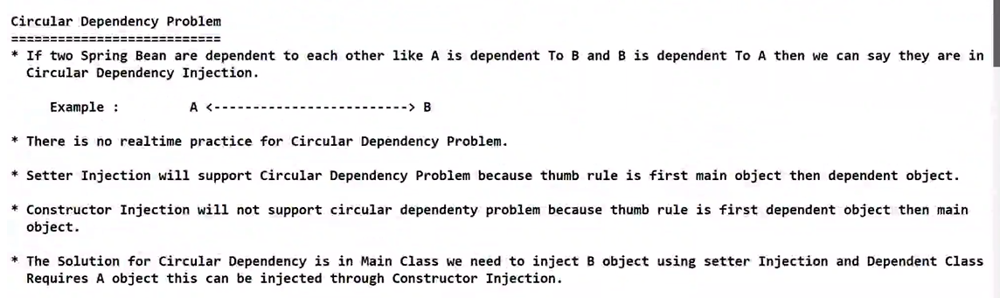 Circular Dependency Problem
===========================
* If two Spring Bean are dependent to each other like A is dependent To B and B is dependent To A then we can say they are in
Circular Dependency Injection.
Example : A <-------------------------> B
* There is no realtime practice for Circular Dependency Problem.
* Setter Injection will support Circular Dependency Problem because thumb rule is first main object then dependent object.
* Constructor Injection will not support circular dependenty problem because thumb rule is first dependent object then main
object.
* The Solution for Circular Dependency is in Main Class we need to inject B object using setter Injection and Dependent Class
Requires A object this can be injected through Constructor Injection.